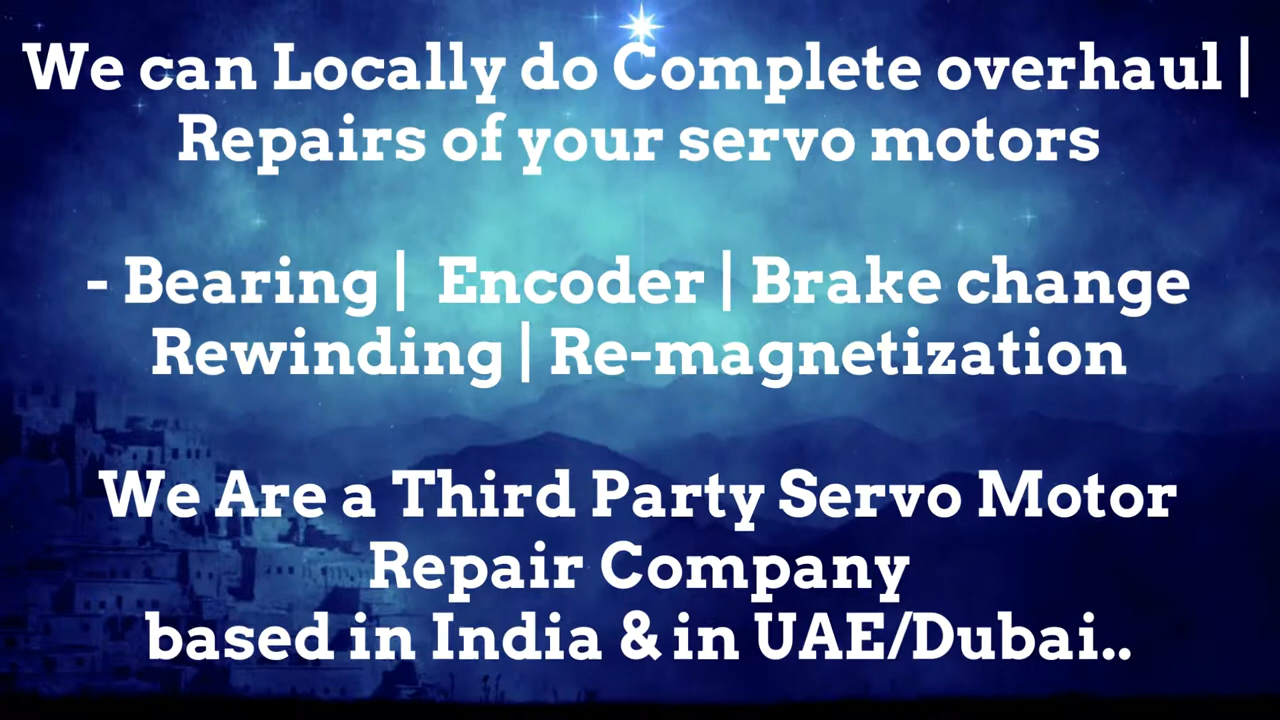 We can Locally do Complete overhaul |
Repairs of your servo motors
- Bearing |  Encoder | Brake change
Rewinding | Re-magnetization
We Are a Third Party Servo Motor
Repair Company
based in India & in UAE/Dubai..